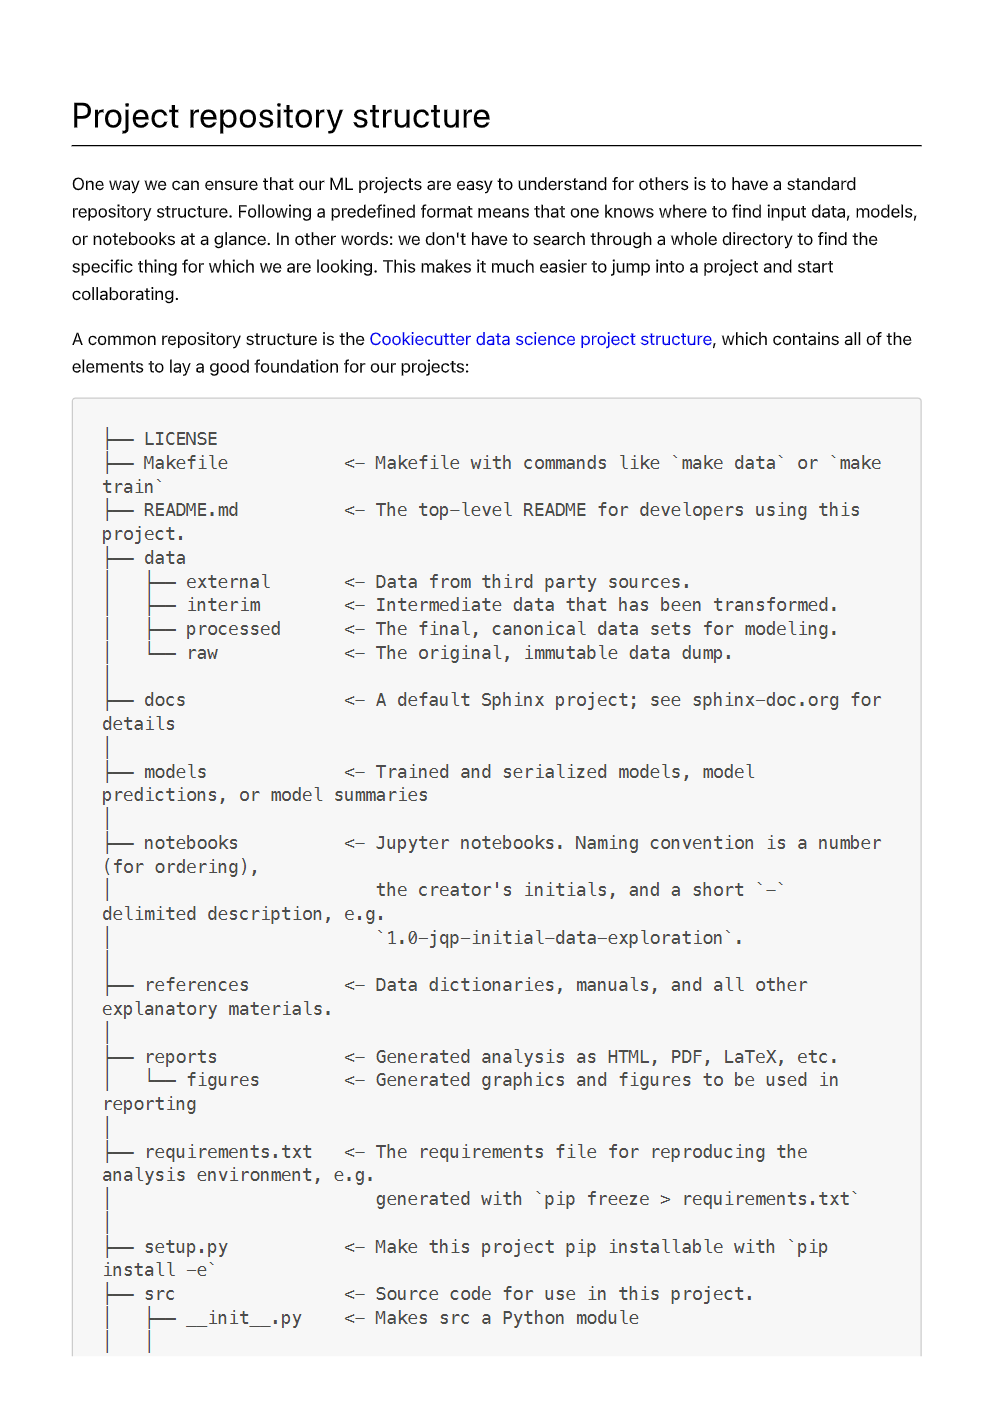 Project repository structure
One way we can ensure that our ML projects are easy to understand for others is to have a standard
repository structure. Following a predefined format means that one knows where to find input data, models,
or notebooks at a glance. In other words: we don't have to search through a whole directory to find the
specific thing for which we are looking. This makes it much easier to jump into a project and start
collaborating.
A common repository structure is the Cookiecutter data science project structure, which contains all of the
elements to lay a good foundation for our projects:
├── LICENSE
├── Makefile           <- Makefile with commands like `make data` or `make
train`
├── README.md          <- The top-level README for developers using this
project.
├── data
│   ├── external       <- Data from third party sources.
│   ├── interim        <- Intermediate data that has been transformed.
│   ├── processed      <- The final, canonical data sets for modeling.
│   └── raw            <- The original, immutable data dump.
│
├── docs               <- A default Sphinx project; see sphinx-doc.org for
details
│
├── models             <- Trained and serialized models, model
predictions, or model summaries
│
├── notebooks          <- Jupyter notebooks. Naming convention is a number
(for ordering),
│                         the creator's initials, and a short `-`
delimited description, e.g.
│                         `1.0-jqp-initial-data-exploration`.
│
├── references         <- Data dictionaries, manuals, and all other
explanatory materials.
│
├── reports            <- Generated analysis as HTML, PDF, LaTeX, etc.
│   └── figures        <- Generated graphics and figures to be used in
reporting
│
├── requirements.txt   <- The requirements file for reproducing the
analysis environment, e.g.
│                         generated with `pip freeze > requirements.txt`
│
├── setup.py           <- Make this project pip installable with `pip
install -e`
├── src                <- Source code for use in this project.
│   ├── __init__.py    <- Makes src a Python module
│   │